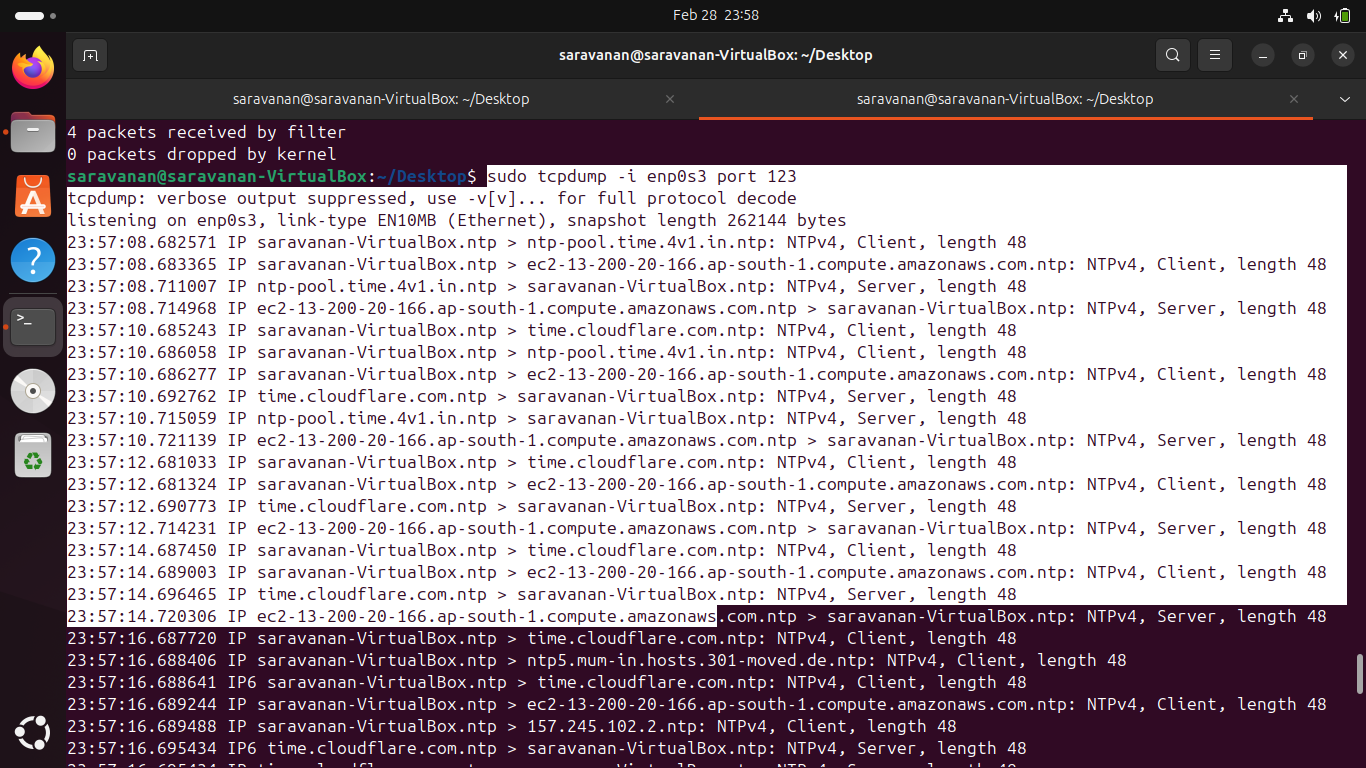 Feb 28 23:58
saravanan@saravanan-VirtualBox: ~/Desktop
saravanan@saravanan-VirtualBox: ~/Desktop
saravanan@saravanan-VirtualBox: ~/Desktop
4 packets received by filter
0 packets dropped by kernel
saravanan@saravanan-VirtualBox:~/Desktop$ sudo tcpdump -i enp0s3 port 123
tcpdump: verbose output suppressed, use -v[v]... for full protocol decode
listening on enp0s3, link-type EN10MB (Ethernet), snapshot length 262144 bytes
23:57:08.682571 IP saravanan-VirtualBox.ntp > ntp-pool.time.4v1.in.ntp: NTPv4, Client, length 48
23:57:08.683365 IP saravanan-VirtualBox.ntp > ec2-13-200-20-166.ap-south-1.compute.amazonaws.com.ntp: NTPv4, Client, length 48
23:57:08.711007 IP ntp-pool.time.4v1.in.ntp > saravanan-VirtualBox.ntp: NTPv4, Server, length 48
23:57:08.714968 IP ec2-13-200-20-166.ap-south-1.compute.amazonaws.com.ntp > saravanan-VirtualBox.ntp: NTPv4, Server, length 48
23:57:10.685243 IP saravanan-VirtualBox.ntp > time.cloudflare.com.ntp: NTPv4, Client, length 48
23:57:10.686058 IP saravanan-VirtualBox.ntp > ntp-pool.time.4v1.in.ntp: NTPv4, Client, length 48
23:57:10.686277 IP saravanan-VirtualBox.ntp > ec2-13-200-20-166.ap-south-1.compute.amazonaws.com.ntp: NTPv4, Client, length 48
23:57:10.692762 IP time.cloudflare.com.ntp > saravanan-VirtualBox.ntp: NTPv4, Server, length 48
23:57:10.715059 IP ntp-pool.time.4v1.in.ntp > saravanan-VirtualBox.ntp: NTPv4, Server, length 48
23:57:10.721139 IP ec2-13-200-20-166.ap-south-1.compute.amazonaws.com.ntp > saravanan-VirtualBox.ntp: NTPv4, Server, length 48
23:57:12.681033 IP saravanan-VirtualBox.ntp > time.cloudflare.com.ntp: NTPv4, Client, length 48
23:57:12.681324 IP saravanan-VirtualBox.ntp > ec2-13-200-20-166.ap-south-1.compute.amazonaws.com.ntp: NTPv4, Client, length 48
23:57:12.690773 IP time.cloudflare.com.ntp > saravanan-VirtualBox.ntp: NTPv4, Server, length 48
23:57:12.714231 IP ec2-13-200-20-166.ap-south-1.compute.amazonaws.com.ntp > saravanan-VirtualBox.ntp: NTPv4, Server, length 48
23:57:14.687450 IP saravanan-VirtualBox.ntp > time.cloudflare.com.ntp: NTPv4, Client, length 48
23:57:14.689003 IP saravanan-VirtualBox.ntp > ec2-13-200-20-166.ap-south-1.compute.amazonaws.com.ntp: NTPv4, Client, length 48
23:57:14.696465 IP time.cloudflare.com.ntp > saravanan-VirtualBox.ntp: NTPv4, Server, length 48
23:57:14.720306 IP ec2-13-200-20-166.ap-south-1.compute.amazonaws.com.ntp > saravanan-VirtualBox.ntp: NTPv4, Server, length 48
23:57:16.687720 IP saravanan-VirtualBox.ntp > time.cloudflare.com.ntp: NTPv4, Client, length 48
23:57:16.688406 IP saravanan-VirtualBox.ntp > ntp5.mum-in.hosts.301-moved.de.ntp: NTPv4, Client, length 48
23:57:16.688641 IP6 saravanan-VirtualBox.ntp > time.cloudflare.com.ntp: NTPv4, Client, length 48
23:57:16.689244 IP saravanan-VirtualBox.ntp > ec2-13-200-20-166.ap-south-1.compute.amazonaws.com.ntp: NTPv4, Client, length 48
23:57:16.689488 IP saravanan-VirtualBox.ntp > 157.245.102.2.ntp: NTPv4, Client, length 48
23:57:16.695434 IP6 time.cloudflare.com.ntp > saravanan-VirtualBox.ntp: NTPv4, Server, length 48